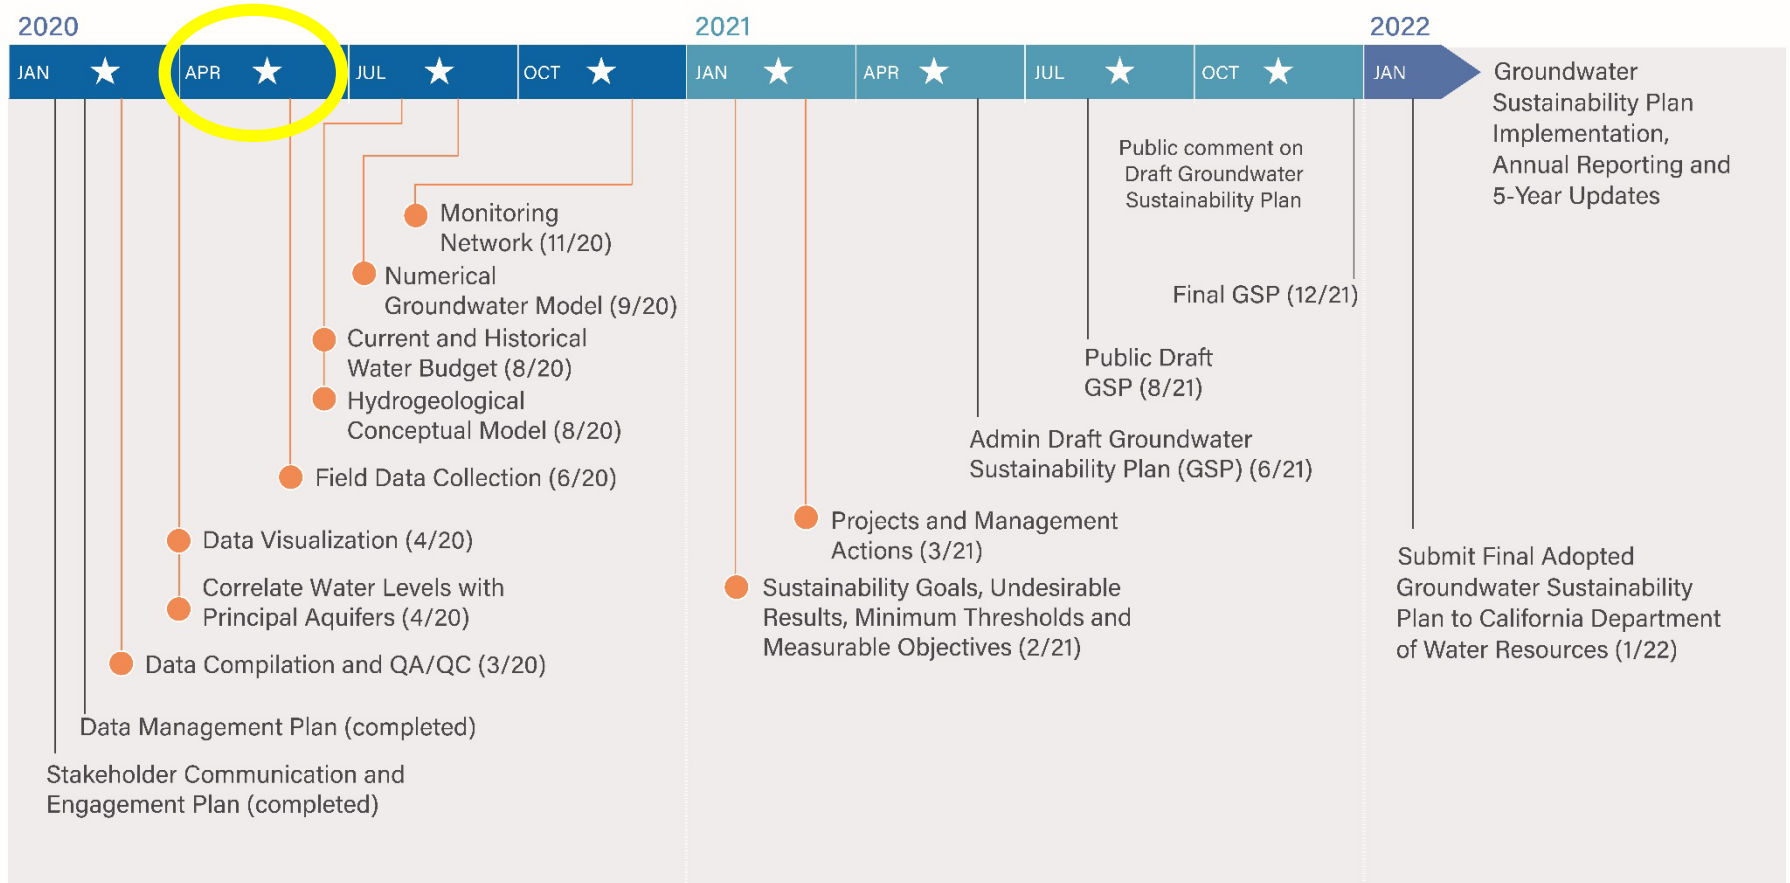 2020
2021
2022
JAN
APR
JUL
OCT
JAN
APR
JUL
OCT
JAN
Groundwater
Sustainability Plan
Implementation,
Annual Reporting and
5-Year Updates
Public comment on
Draft Groundwater
Sustainability Plan
Monitoring
Network (11/20)
Numerical
Groundwater Model (9/20)
Current and Historical
Water Budget (8/20)
Hydrogeological
Conceptual Model (8/20)
Field Data Collection (6/20)
Data Visualization (4/20)
Correlate Water Levels with
Principal Aquifers (4/20)
Data Compilation and QA/QC (3/20)
Data Management Plan (completed)
Stakeholder Communication and
Engagement Plan (completed)
Final GSP (12/21)
Public Draft
GSP (8/21)
Admin Draft Groundwater
Sustainability Plan (GSP) (6/21)
Projects and Management
Actions (3/21)
Sustainability Goals, Undesirable
Results, Minimum Thresholds and
Measurable Objectives (2/21)
Submit Final Adopted
Groundwater Sustainability
Plan to California Department
of Water Resources (1/22)